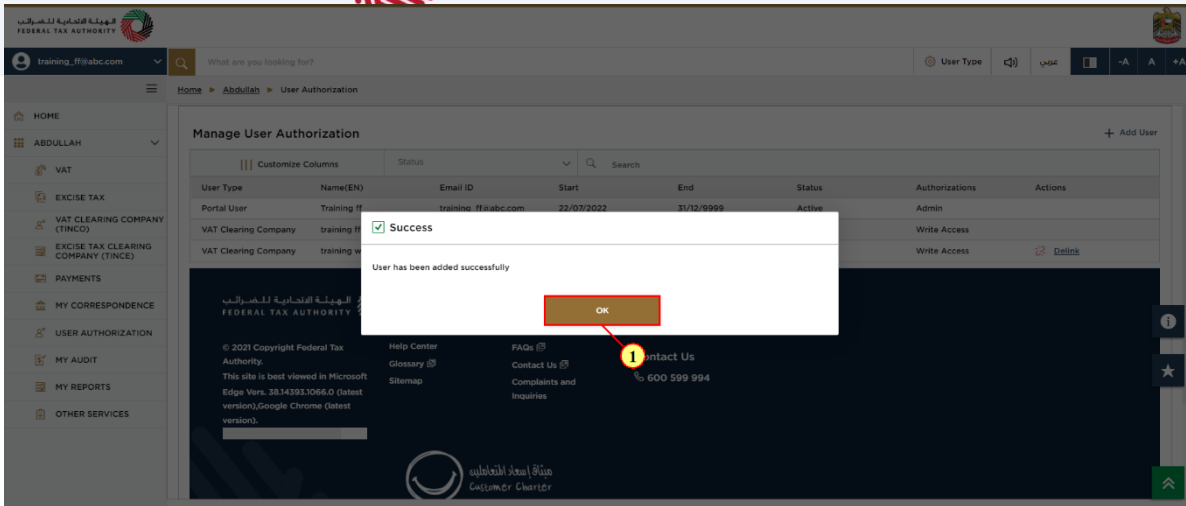 الهيئة الاتحادية للضرائب
FEDERAL TAX AUTHORITY
training_ff@abc.com
What are you looking for?
User Type
عربي
-A
A
+A
Home ▸ Abdullah ▸ User Authorization
HOME
ABDULLAH
VAT
EXCISE TAX
VAT CLEARING COMPANY
(TINCO)
EXCISE TAX CLEARING
COMPANY (TINCE)
PAYMENTS
MY CORRESPONDENCE
USER AUTHORIZATION
MY AUDIT
MY REPORTS
OTHER SERVICES
Manage User Authorization
+ Add User
Customize Columns
Status
Search
User Type Name(EN) Email ID Start End Status Authorizations Actions
Portal User Training ff training_ff@abc.com 22/07/2022 31/12/9999 Active Admin
VAT Clearing Company training ff Write Access
VAT Clearing Company training w Write Access Delink
Success
User has been added successfully
OK
1
الهيئة الاتحادية للضرائب
FEDERAL TAX AUTHORITY
© 2021 Copyright Federal Tax
Authority.
This site is best viewed in Microsoft
Edge Vers. 38.14393.1066.0 (latest
version),Google Chrome (latest
version).
Help Center
Glossary
Sitemap
FAQs
Contact Us
Complaints and
Inquiries
ontact Us
600 599 994
ميثاق إسعاد المتعاملين
Customer Charter